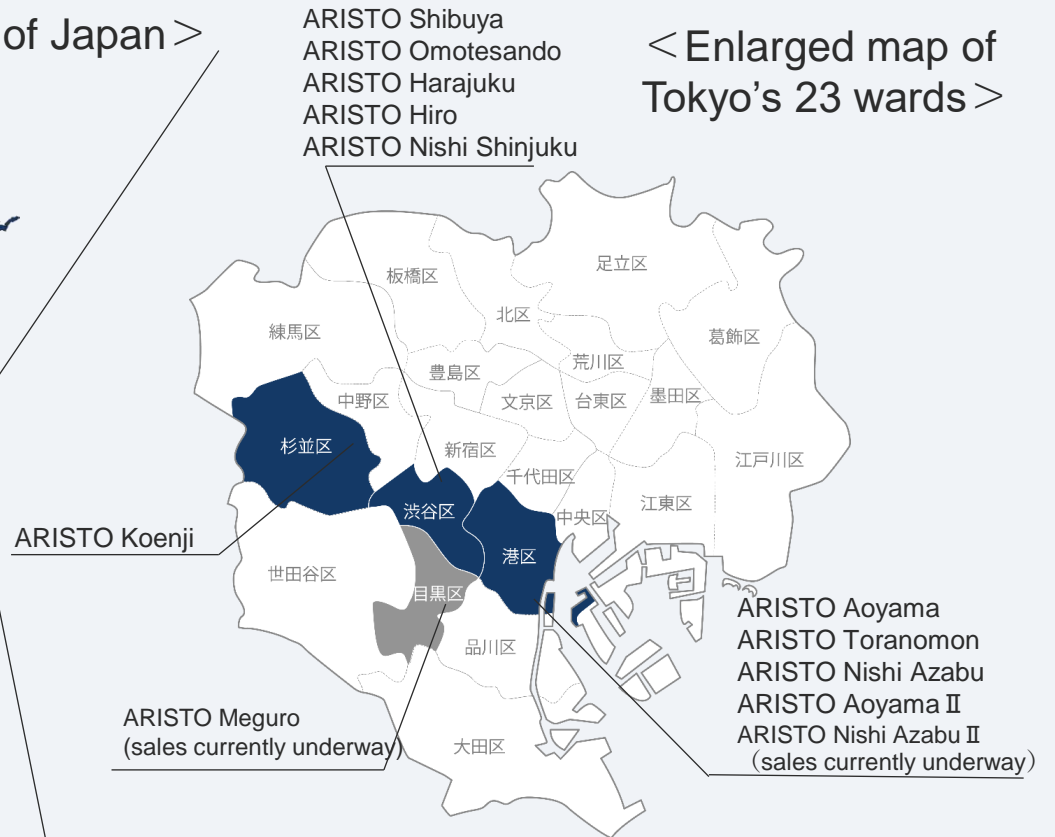 of Japan＞
ARISTO Shibuya
ARISTO Omotesando
ARISTO Harajuku
ARISTO Hiro
ARISTO Nishi Shinjuku
＜Enlarged map of
Tokyo's 23 wards＞
足立区
板橋区
北区
葛飾区
練馬区
荒川区
豊島区
中野区
文京区
台東区
墨田区
杉並区
新宿区
江戸川区
千代田区
渋谷区
中央区
江東区
ARISTO Koenji
港区
世田谷区
目黒区
品川区
大田区
ARISTO Meguro
(sales currently underway)
ARISTO Aoyama
ARISTO Toranomon
ARISTO Nishi Azabu
ARISTO AoyamaⅡ
ARISTO Nishi AzabuⅡ
（sales currently underway）